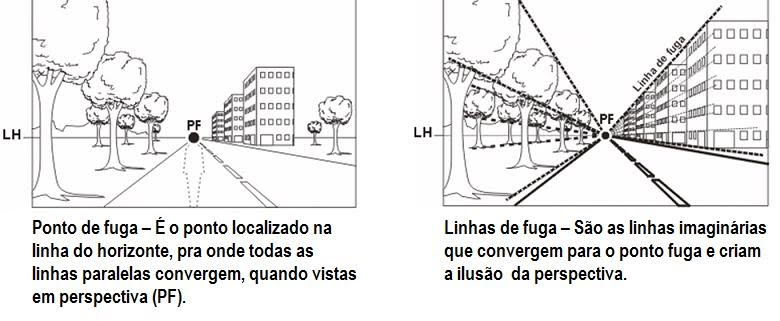 PF
LH
Ponto de fuga – É o ponto localizado na
linha do horizonte, pra onde todas as
linhas paralelas convergem, quando vistas
em perspectiva (PF).
Linha de fuga
PF
LH
Linhas de fuga – São as linhas imaginárias
que convergem para o ponto fuga e criam
a ilusão da perspectiva.